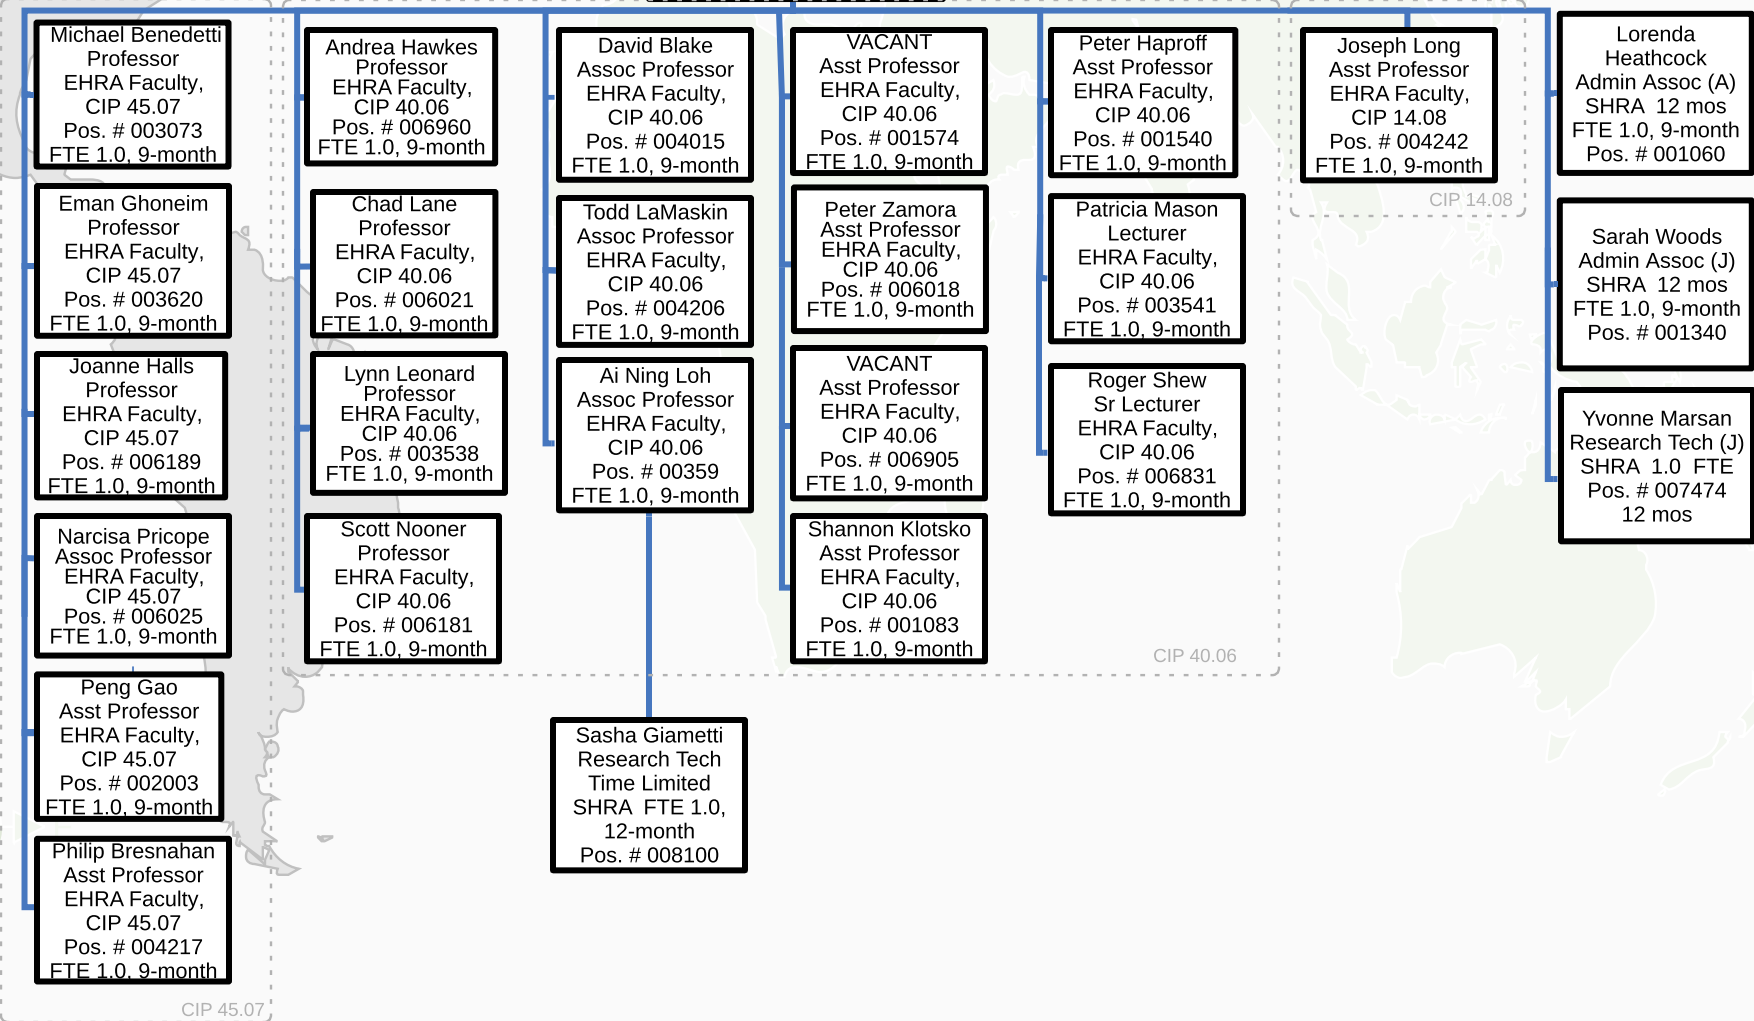 Michael Benedetti
Professor
EHRA Faculty,
CIP 45.07
Pos. # 003073
FTE 1.0, 9-month
Eman Ghoneim
Professor
EHRA Faculty,
CIP 45.07
Pos. # 003620
FTE 1.0, 9-month
Joanne Halls
Professor
EHRA Faculty,
CIP 45.07
Pos. # 006189
FTE 1.0, 9-month
Narcisa Pricope
Assoc Professor
EHRA Faculty,
CIP 45.07
Pos. # 006025
FTE 1.0, 9-month
Peng Gao
Asst Professor
EHRA Faculty,
CIP 45.07
Pos. # 002003
FTE 1.0, 9-month
Philip Bresnahan
Asst Professor
EHRA Faculty,
CIP 45.07
Pos. # 004217
FTE 1.0, 9-month
CIP 45.07
Andrea Hawkes
Professor
EHRA Faculty,
CIP 40.06
Pos. # 006960
FTE 1.0, 9-month
Chad Lane
Professor
EHRA Faculty,
CIP 40.06
Pos. # 006021
FTE 1.0, 9-month
Lynn Leonard
Professor
EHRA Faculty,
CIP 40.06
Pos. # 003538
FTE 1.0, 9-month
Scott Nooner
Professor
EHRA Faculty,
CIP 40.06
Pos. # 006181
FTE 1.0, 9-month
David Blake
Assoc Professor
EHRA Faculty,
CIP 40.06
Pos. # 004015
FTE 1.0, 9-month
Todd LaMaskin
Assoc Professor
EHRA Faculty,
CIP 40.06
Pos. # 004206
FTE 1.0, 9-month
Ai Ning Loh
Assoc Professor
EHRA Faculty,
CIP 40.06
Pos. # 00359
FTE 1.0, 9-month
Sasha Giametti
Research Tech
Time Limited
SHRA  FTE 1.0,
12-month
Pos. # 008100
VACANT
Asst Professor
EHRA Faculty,
CIP 40.06
Pos. # 001574
FTE 1.0, 9-month
Peter Zamora
Asst Professor
EHRA Faculty,
CIP 40.06
Pos. # 006018
FTE 1.0, 9-month
VACANT
Asst Professor
EHRA Faculty,
CIP 40.06
Pos. # 006905
FTE 1.0, 9-month
Shannon Klotsko
Asst Professor
EHRA Faculty,
CIP 40.06
Pos. # 001083
FTE 1.0, 9-month
Peter Haproff
Asst Professor
EHRA Faculty,
CIP 40.06
Pos. # 001540
FTE 1.0, 9-month
Patricia Mason
Lecturer
EHRA Faculty,
CIP 40.06
Pos. # 003541
FTE 1.0, 9-month
Roger Shew
Sr Lecturer
EHRA Faculty,
CIP 40.06
Pos. # 006831
FTE 1.0, 9-month
CIP 40.06
Joseph Long
Asst Professor
EHRA Faculty,
CIP 14.08
Pos. # 004242
FTE 1.0, 9-month
CIP 14.08
Lorenda
Heathcock
Admin Assoc (A)
SHRA  12 mos
FTE 1.0, 9-month
Pos. # 001060
Sarah Woods
Admin Assoc (J)
SHRA  12 mos
FTE 1.0, 9-month
Pos. # 001340
Yvonne Marsan
Research Tech (J)
SHRA  1.0  FTE
Pos. # 007474
12 mos